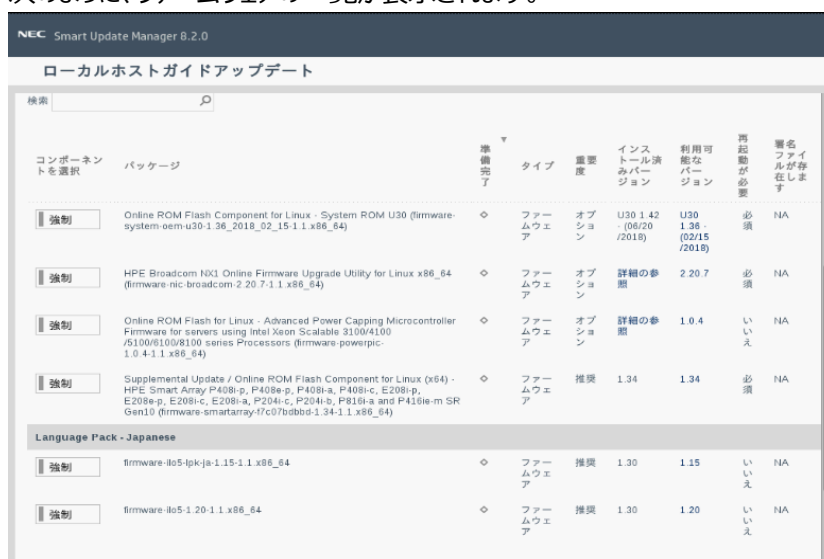 次のように、ファームウェアの一覧が表示されます。
NEC Smart Update Manager 8.2.0
ローカルホストガイドアップデート
検索
コンポーネン
トを選択
パッケージ
準
備
完
了
タイプ
重要
度
インス
トール済
みバー
ジョン
利用可
能な
バー
ジョン
再
起
動
が
必
要
署名
ファイ
ルが存
在しま
す
強制
Online ROM Flash Component for Linux - System ROM U30 (firmware-
system-oem-u30-1.36_2018_02_15-1.1.x86_64)
ファー
ムウェ
ア
オプ
ショ
ン
U30 1.42
- (06/20
/2018)
U30
1.36 -
(02/15
/2018)
必
須
NA
強制
HPE Broadcom NX1 Online Firmware Upgrade Utility for Linux x86_64
(firmware-nic-broadcom-2.20.7-1.1.x86_64)
ファー
ムウェ
ア
オプ
ショ
ン
詳細の参
照
2.20.7
必
須
NA
強制
Online ROM Flash for Linux - Advanced Power Capping Microcontroller
Firmware for servers using Intel Xeon Scalable 3100/4100
/5100/6100/8100 series Processors (firmware-powerpic-
1.0.4-1.1.x86_64)
ファー
ムウェ
ア
オプ
ショ
ン
詳細の参
照
1.0.4
い
い
え
NA
強制
Supplemental Update / Online ROM Flash Component for Linux (x64) -
HPE Smart Array P408i-p, P408e-p, P408i-a, P408i-c, E208i-p,
E208e-p, E208i-c, E208i-a, P204i-c, P204i-b, P816i-a and P416ie-m SR
Gen10 (firmware-smartarray-f7c07bdbbd-1.34-1.1.x86_64)
ファー
ムウェ
ア
推奨
1.34
1.34
必
須
NA
Language Pack - Japanese
強制
firmware-ilo5-lpk-ja-1.15-1.1.x86_64
ファー
ムウェ
ア
推奨
1.30
1.15
い
い
え
NA
強制
firmware-ilo5-1.20-1.1.x86_64
ファー
ムウェ
ア
推奨
1.30
1.20
い
い
え
NA